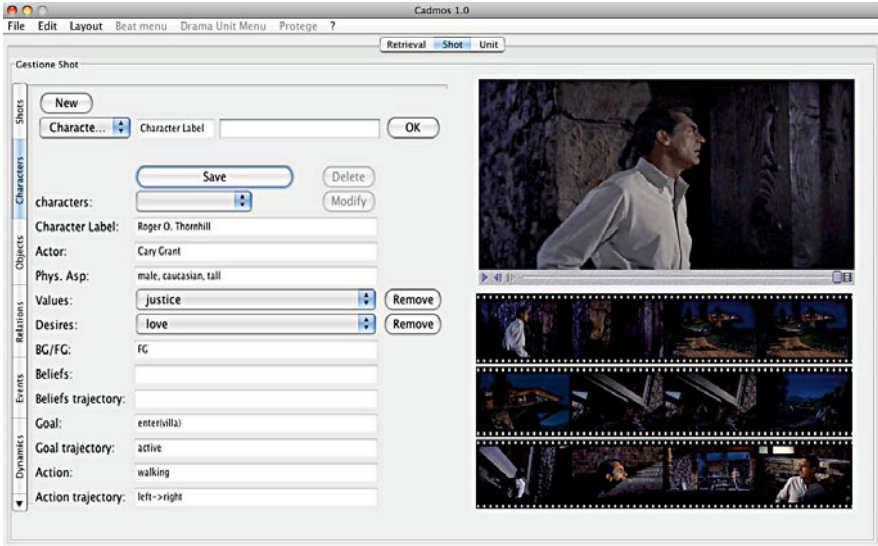 Cadmos 1.0
File Edit Layout Beat menu Drama Unit Menu Protege ?
Retrieval Shot Unit
Gestione Shot
Shots
Characters
Objects
Relations
Events
Dynamics
New
Characte... Character Label OK
Save Delete
characters: Modify
Character Label: Roger O. Thornhill
Actor: Cary Grant
Phys. Asp: male, caucasian, tall
Values: justice Remove
Desires: love Remove
BG/FG: FG
Beliefs:
Beliefs trajectory:
Goal: enter(villa)
Goal trajectory: active
Action: walking
Action trajectory: left->right